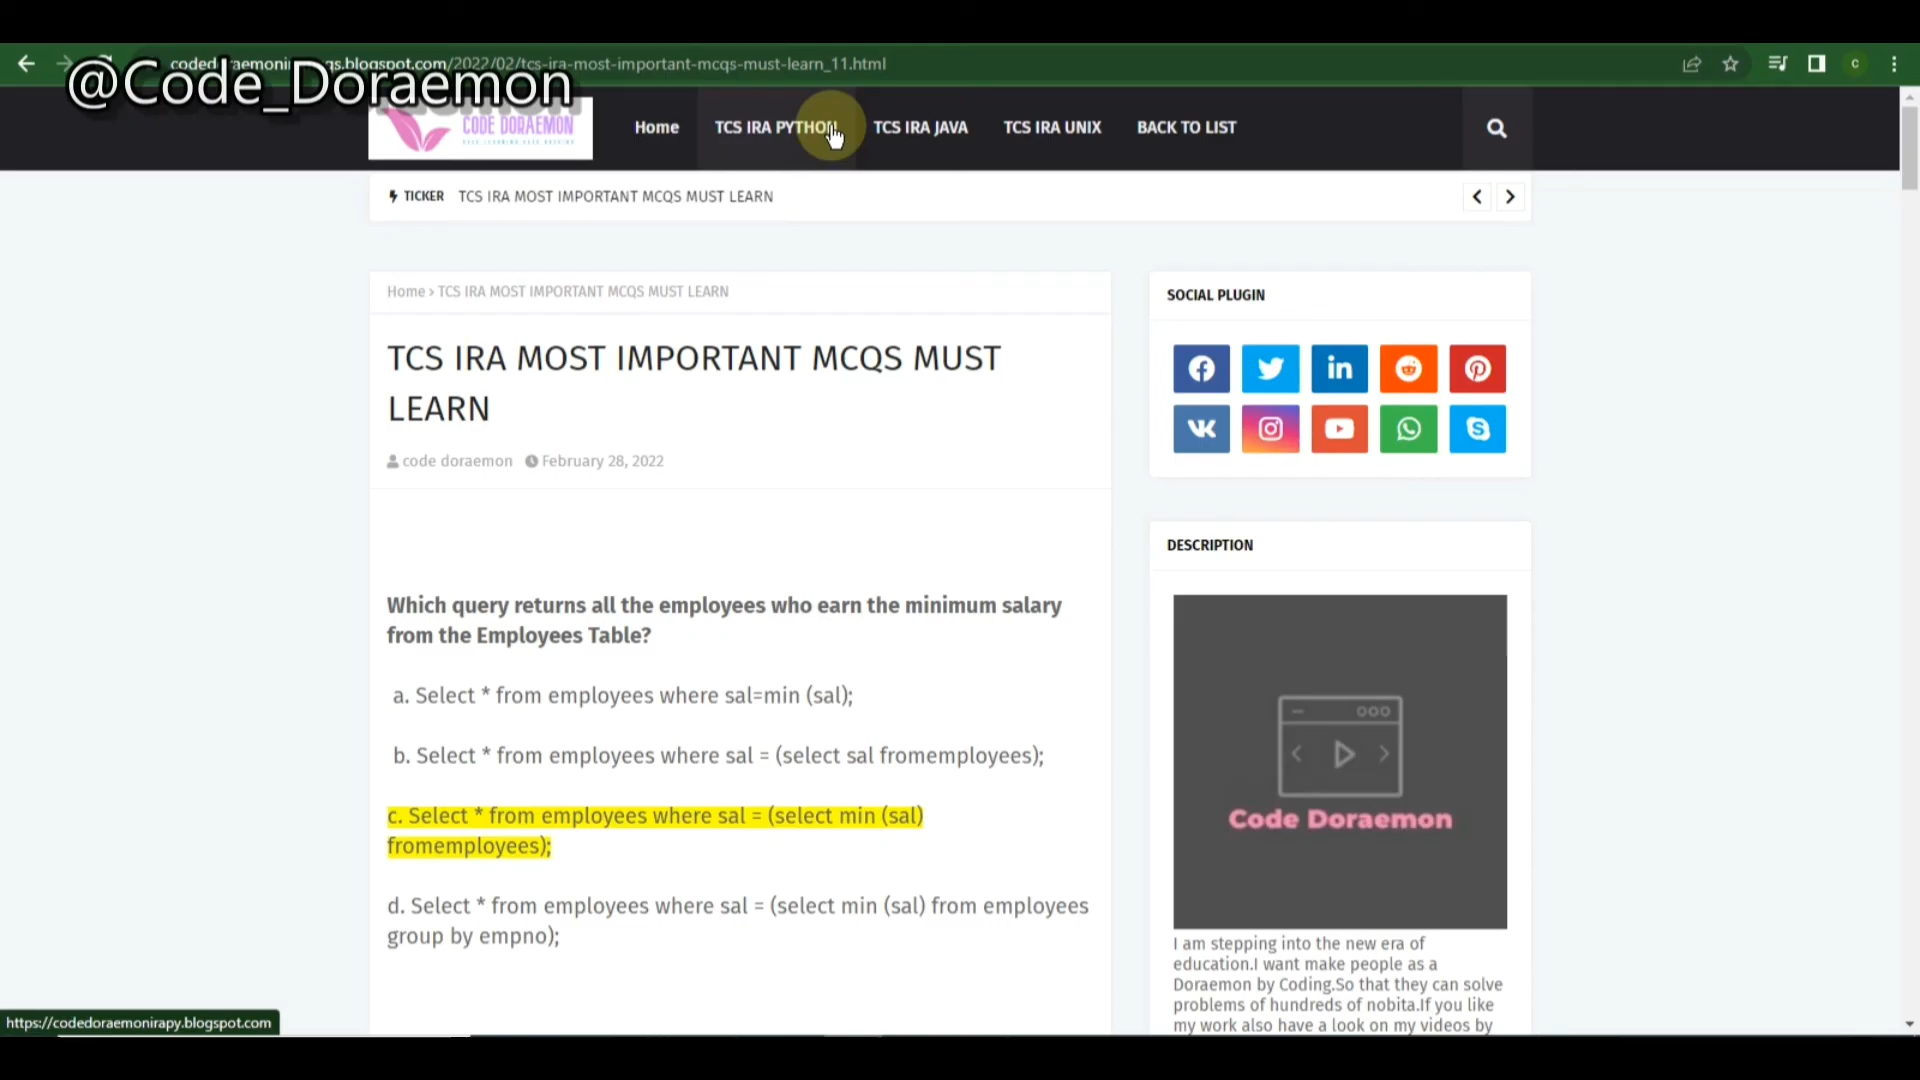 @Code_Doraemon
blogspot.com/2022/02/tcs-ira-most-important-mcqs-must-learn_11.html
C
CODE DORAEMON
Home
TCS IRA PYTHON
TCS IRA JAVA
TCS IRA UNIX
BACK TO LIST
TICKER
TCS IRA MOST IMPORTANT MCQS MUST LEARN
Home › TCS IRA MOST IMPORTANT MCQS MUST LEARN
TCS IRA MOST IMPORTANT MCQS MUST
LEARN
code doraemon
February 28, 2022
Which query returns all the employees who earn the minimum salary
from the Employees Table?
a. Select * from employees where sal=min (sal);
b. Select * from employees where sal = (select sal fromemployees);
c. Select * from employees where sal = (select min (sal)
fromemployees);
d. Select * from employees where sal = (select min (sal) from employees
group by empno);
SOCIAL PLUGIN
DESCRIPTION
Code Doraemon
I am stepping into the new era of
education.I want make people as a
Doraemon by Coding.So that they can solve
problems of hundreds of nobita.If you like
my work also have a look on my videos by
https://codedoraemonirapy.blogspot.com